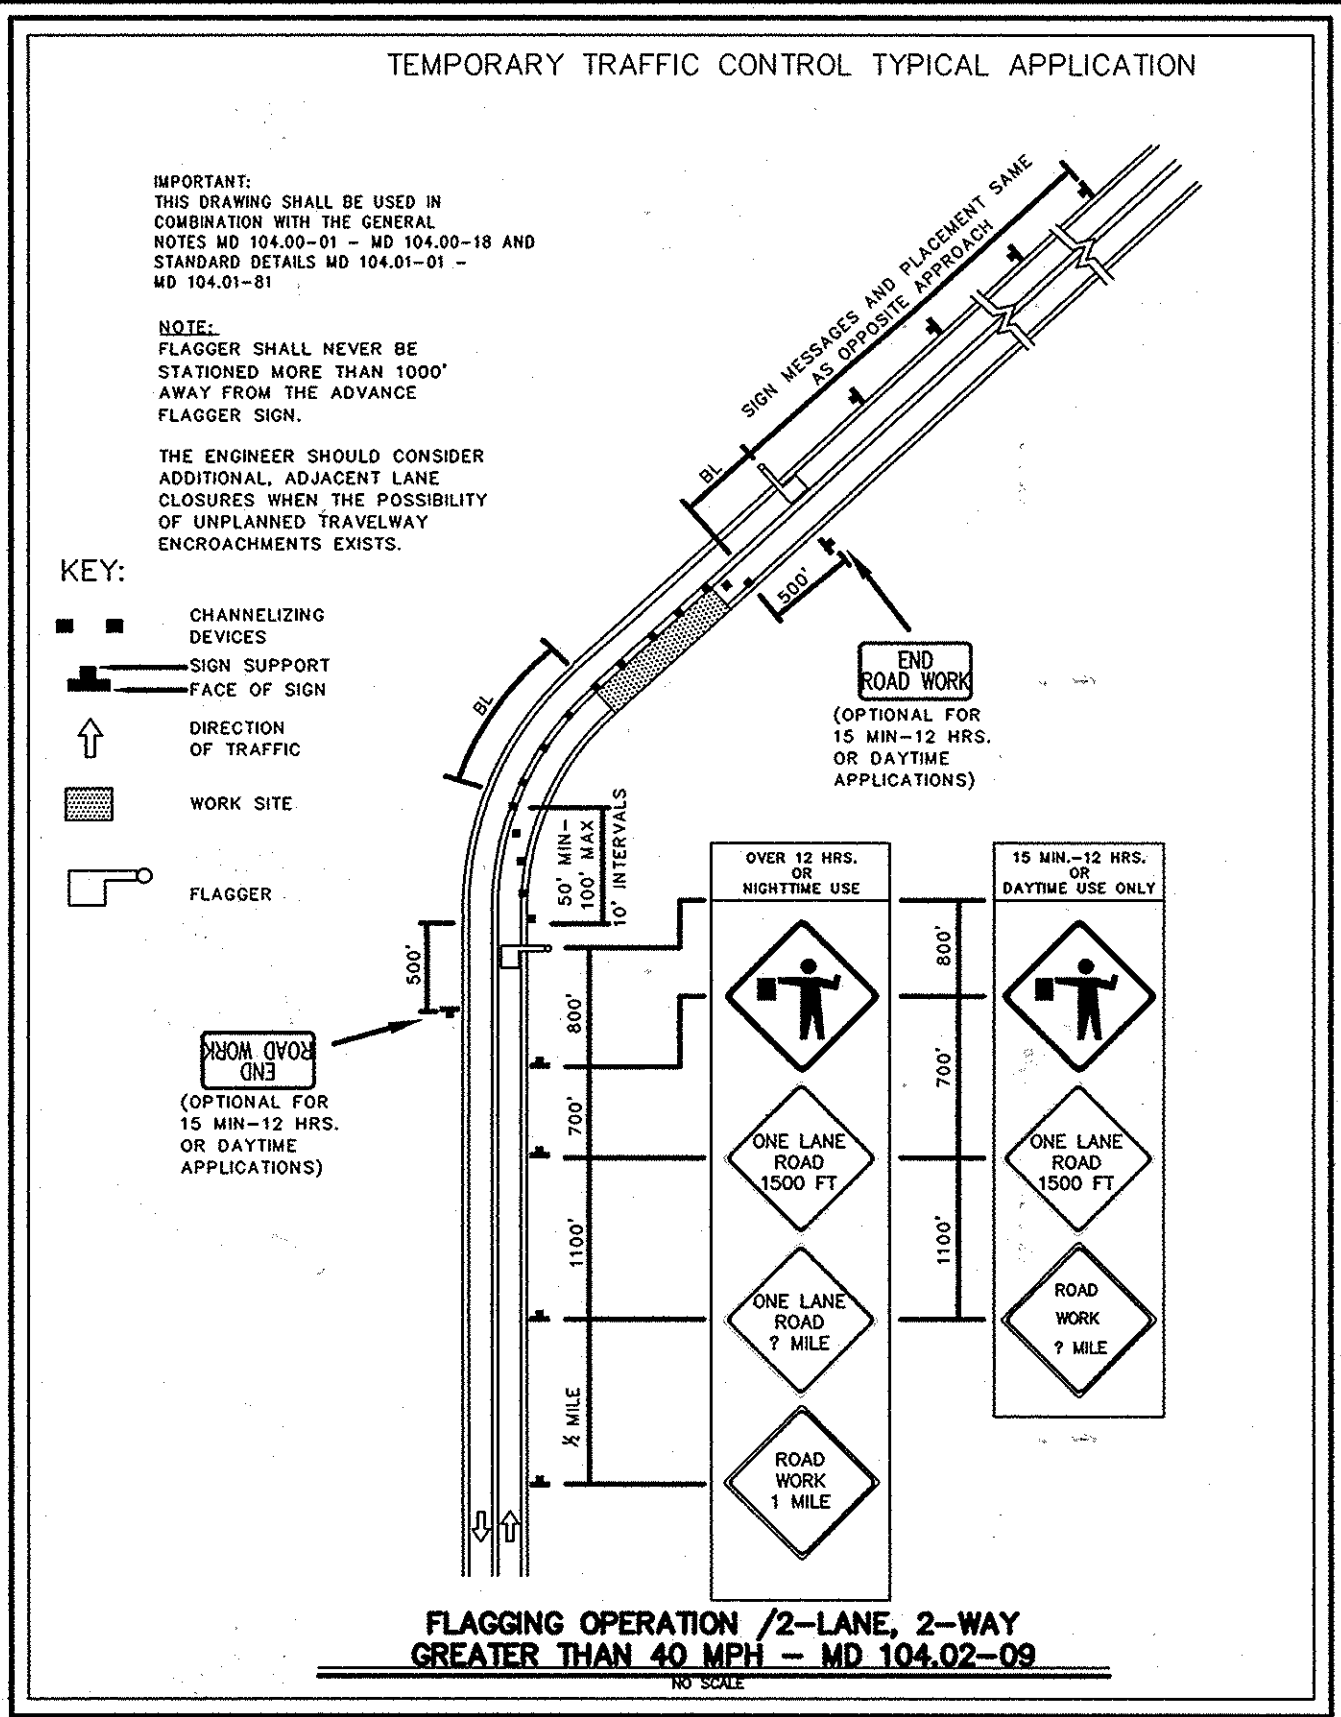 TEMPORARY TRAFFIC CONTROL TYPICAL APPLICATION
IMPORTANT:
THIS DRAWING SHALL BE USED IN
COMBINATION WITH THE GENERAL
NOTES MD 104.00-01 - MD 104.00-18 AND
STANDARD DETAILS MD 104.01-01 -
MD 104.01-81
NOTE:
FLAGGER SHALL NEVER BE
STATIONED MORE THAN 1000'
AWAY FROM THE ADVANCE
FLAGGER SIGN.
THE ENGINEER SHOULD CONSIDER
ADDITIONAL, ADJACENT LANE
CLOSURES WHEN THE POSSIBILITY
OF UNPLANNED TRAVELWAY
ENCROACHMENTS EXISTS.
KEY:
CHANNELIZING
DEVICES
SIGN SUPPORT
FACE OF SIGN
DIRECTION
OF TRAFFIC
WORK SITE
FLAGGER
SIGN MESSAGES AND PLACEMENT SAME
AS OPPOSITE APPROACH
BL
500'
END
ROAD WORK
(OPTIONAL FOR
15 MIN-12 HRS.
OR DAYTIME
APPLICATIONS)
BL
50' MIN-
100' MAX
10' INTERVALS
500'
END
ROAD WORK
(OPTIONAL FOR
15 MIN-12 HRS.
OR DAYTIME
APPLICATIONS)
800'
700'
1100'
½ MILE
OVER 12 HRS.
OR
NIGHTTIME USE
ONE LANE
ROAD
1500 FT
ONE LANE
ROAD
? MILE
ROAD
WORK
1 MILE
800'
700'
1100'
15 MIN.-12 HRS.
OR
DAYTIME USE ONLY
ONE LANE
ROAD
1500 FT
ROAD
WORK
? MILE
FLAGGING OPERATION /2-LANE, 2-WAY
GREATER THAN 40 MPH - MD 104.02-09
NO SCALE